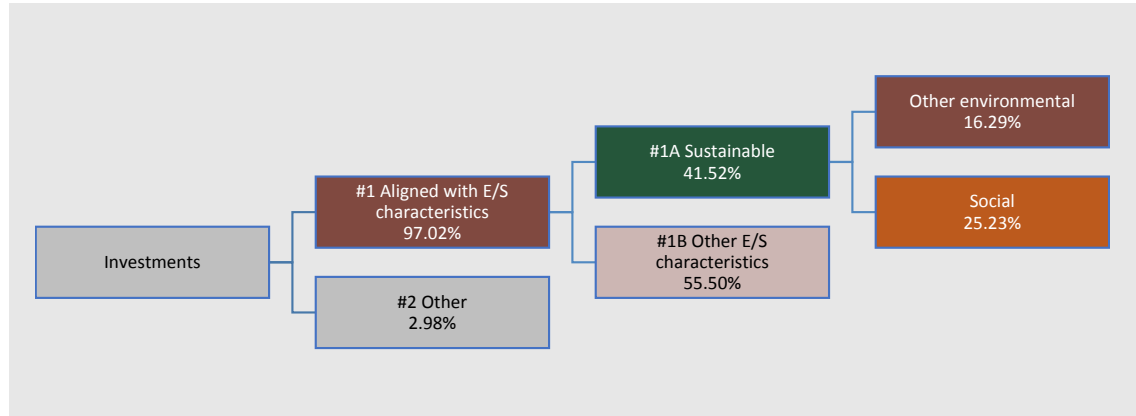 Investments
#1 Aligned with E/S
characteristics
97.02%
#2 Other
2.98%
#1A Sustainable
41.52%
#1B Other E/S
characteristics
55.50%
Other environmental
16.29%
Social
25.23%